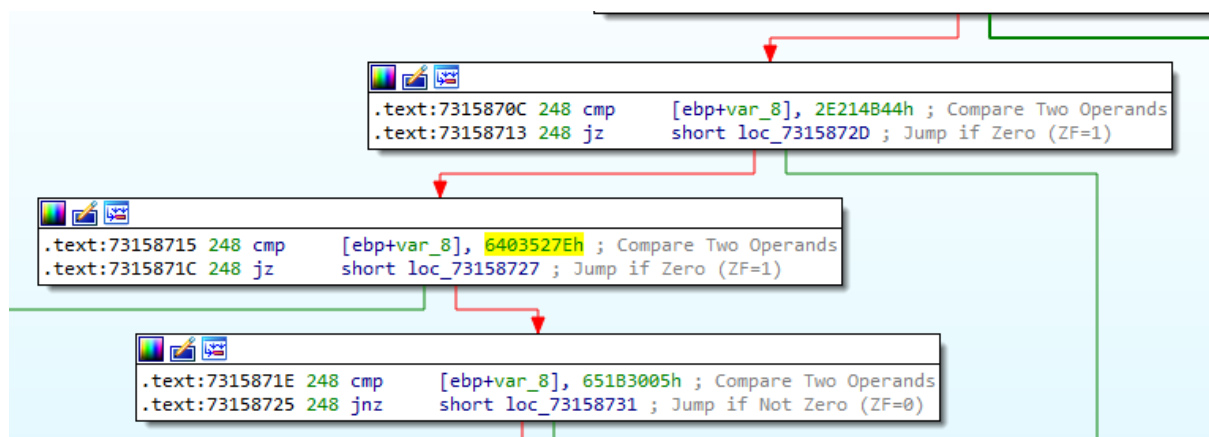 .text:7315870C 248 cmp [ebp+var_8], 2E214B44h ; Compare Two Operands
.text:73158713 248 jz short loc_7315872D ; Jump if Zero (ZF=1)
.text:73158715 248 cmp [ebp+var_8], 6403527Eh ; Compare Two Operands
.text:7315871C 248 jz short loc_73158727 ; Jump if Zero (ZF=1)
.text:7315871E 248 cmp [ebp+var_8], 651B3005h ; Compare Two Operands
.text:73158725 248 jnz short loc_73158731 ; Jump if Not Zero (ZF=0)